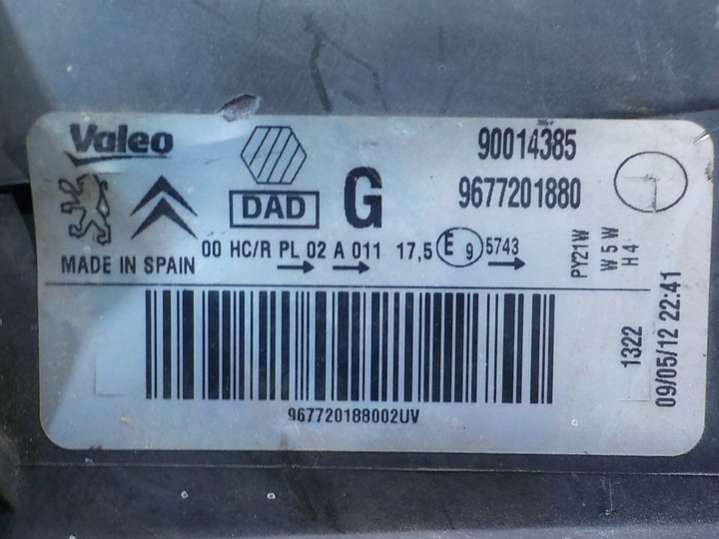 Valeo
90014385
DAD
G
9677201880
MADE IN SPAIN
00 HC/R PL 02 A 011 17,5 E 9 5743
PY21W
W5W
H4
1322
09/05/12 22:41
967720188002UV